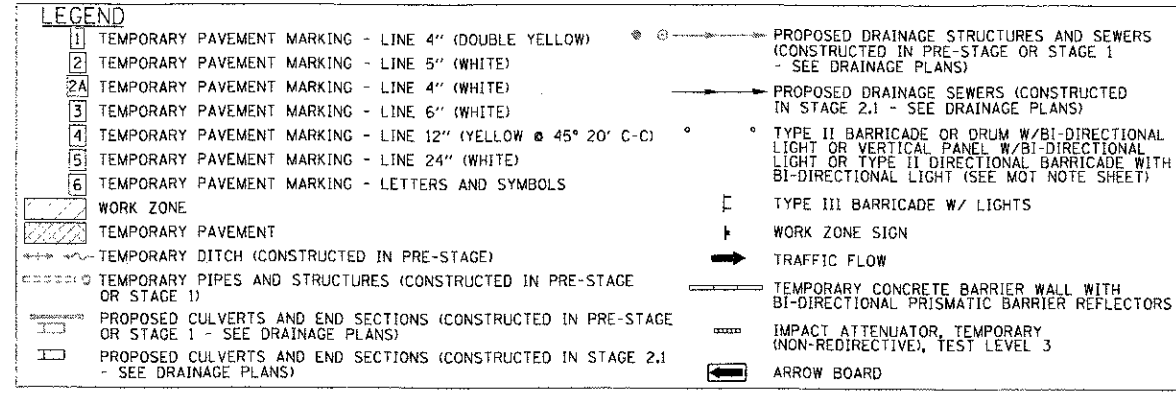 LEGEND
1 TEMPORARY PAVEMENT MARKING - LINE 4" (DOUBLE YELLOW)
2 TEMPORARY PAVEMENT MARKING - LINE 5" (WHITE)
2A TEMPORARY PAVEMENT MARKING - LINE 4" (WHITE)
3 TEMPORARY PAVEMENT MARKING - LINE 6" (WHITE)
4 TEMPORARY PAVEMENT MARKING - LINE 12" (YELLOW @ 45° 20' C-C)
5 TEMPORARY PAVEMENT MARKING - LINE 24" (WHITE)
6 TEMPORARY PAVEMENT MARKING - LETTERS AND SYMBOLS
WORK ZONE
TEMPORARY PAVEMENT
TEMPORARY DITCH (CONSTRUCTED IN PRE-STAGE)
TEMPORARY PIPES AND STRUCTURES (CONSTRUCTED IN PRE-STAGE
OR STAGE 1)
PROPOSED CULVERTS AND END SECTIONS (CONSTRUCTED IN PRE-STAGE
OR STAGE 1 - SEE DRAINAGE PLANS)
PROPOSED CULVERTS AND END SECTIONS (CONSTRUCTED IN STAGE 2.1
- SEE DRAINAGE PLANS)
PROPOSED DRAINAGE STRUCTURES AND SEWERS
(CONSTRUCTED IN PRE-STAGE OR STAGE 1
- SEE DRAINAGE PLANS)
PROPOSED DRAINAGE SEWERS (CONSTRUCTED
IN STAGE 2.1 - SEE DRAINAGE PLANS)
TYPE II BARRICADE OR DRUM W/BI-DIRECTIONAL
LIGHT OR VERTICAL PANEL W/BI-DIRECTIONAL
LIGHT OR TYPE II DIRECTIONAL BARRICADE WITH
BI-DIRECTIONAL LIGHT (SEE MOT NOTE SHEET)
TYPE III BARRICADE W/ LIGHTS
WORK ZONE SIGN
TRAFFIC FLOW
TEMPORARY CONCRETE BARRIER WALL WITH
BI-DIRECTIONAL PRISMATIC BARRIER REFLECTORS
IMPACT ATTENUATOR, TEMPORARY
(NON-REDIRECTIVE), TEST LEVEL 3
ARROW BOARD